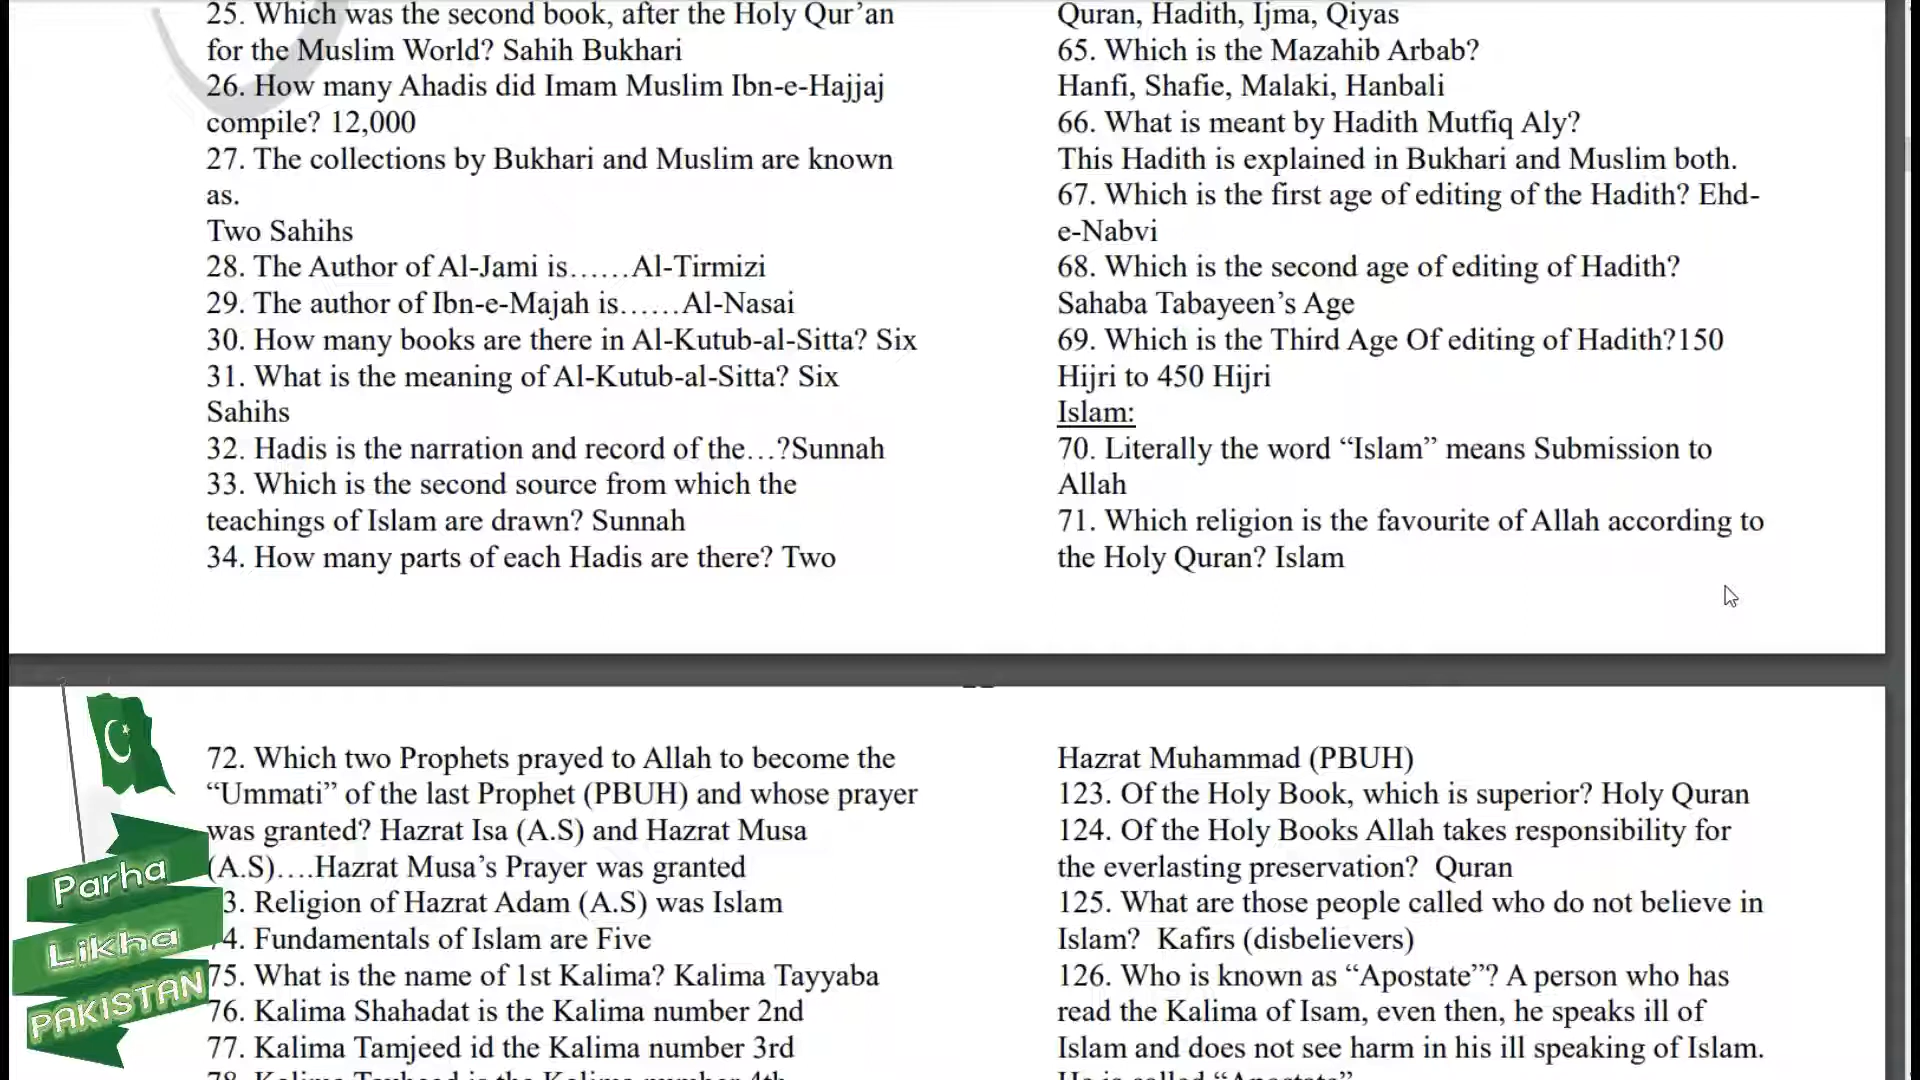 25. Which was the second book, after the Holy Qur’an
for the Muslim World? Sahih Bukhari
26. How many Ahadis did Imam Muslim Ibn-e-Hajjaj
compile? 12,000
27. The collections by Bukhari and Muslim are known
as.
Two Sahihs
28. The Author of Al-Jami is……Al-Tirmizi
29. The author of Ibn-e-Majah is……Al-Nasai
30. How many books are there in Al-Kutub-al-Sitta? Six
31. What is the meaning of Al-Kutub-al-Sitta? Six
Sahihs
32. Hadis is the narration and record of the…?Sunnah
33. Which is the second source from which the
teachings of Islam are drawn? Sunnah
34. How many parts of each Hadis are there? Two
Quran, Hadith, Ijma, Qiyas
65. Which is the Mazahib Arbab?
Hanfi, Shafie, Malaki, Hanbali
66. What is meant by Hadith Mutfiq Aly?
This Hadith is explained in Bukhari and Muslim both.
67. Which is the first age of editing of the Hadith? Ehd-
e-Nabvi
68. Which is the second age of editing of Hadith?
Sahaba Tabayeen’s Age
69. Which is the Third Age Of editing of Hadith?150
Hijri to 450 Hijri
Islam:
70. Literally the word “Islam” means Submission to
Allah
71. Which religion is the favourite of Allah according to
the Holy Quran? Islam
72. Which two Prophets prayed to Allah to become the
“Ummati” of the last Prophet (PBUH) and whose prayer
was granted? Hazrat Isa (A.S) and Hazrat Musa
(A.S)….Hazrat Musa’s Prayer was granted
3. Religion of Hazrat Adam (A.S) was Islam
74. Fundamentals of Islam are Five
75. What is the name of 1st Kalima? Kalima Tayyaba
76. Kalima Shahadat is the Kalima number 2nd
77. Kalima Tamjeed id the Kalima number 3rd
78. Kalima Tauheed is the Kalima number 4th
Hazrat Muhammad (PBUH)
123. Of the Holy Book, which is superior? Holy Quran
124. Of the Holy Books Allah takes responsibility for
the everlasting preservation?  Quran
125. What are those people called who do not believe in
Islam?  Kafirs (disbelievers)
126. Who is known as “Apostate”? A person who has
read the Kalima of Isam, even then, he speaks ill of
Islam and does not see harm in his ill speaking of Islam.
He is called “Apostate”
Parha
Likha
PAKISTAN